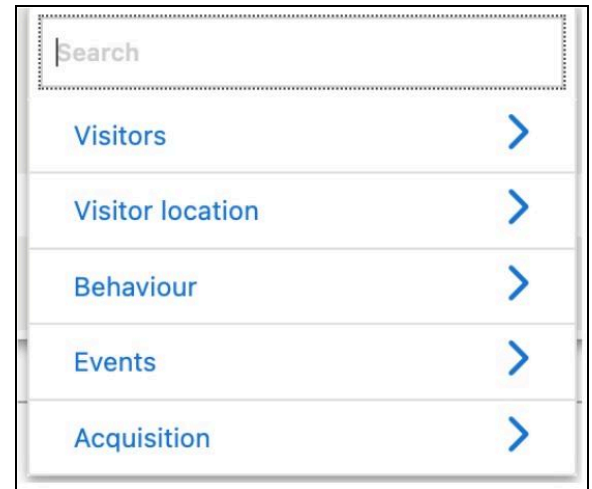 Search
Visitors
Visitor location
Behaviour
Events
Acquisition